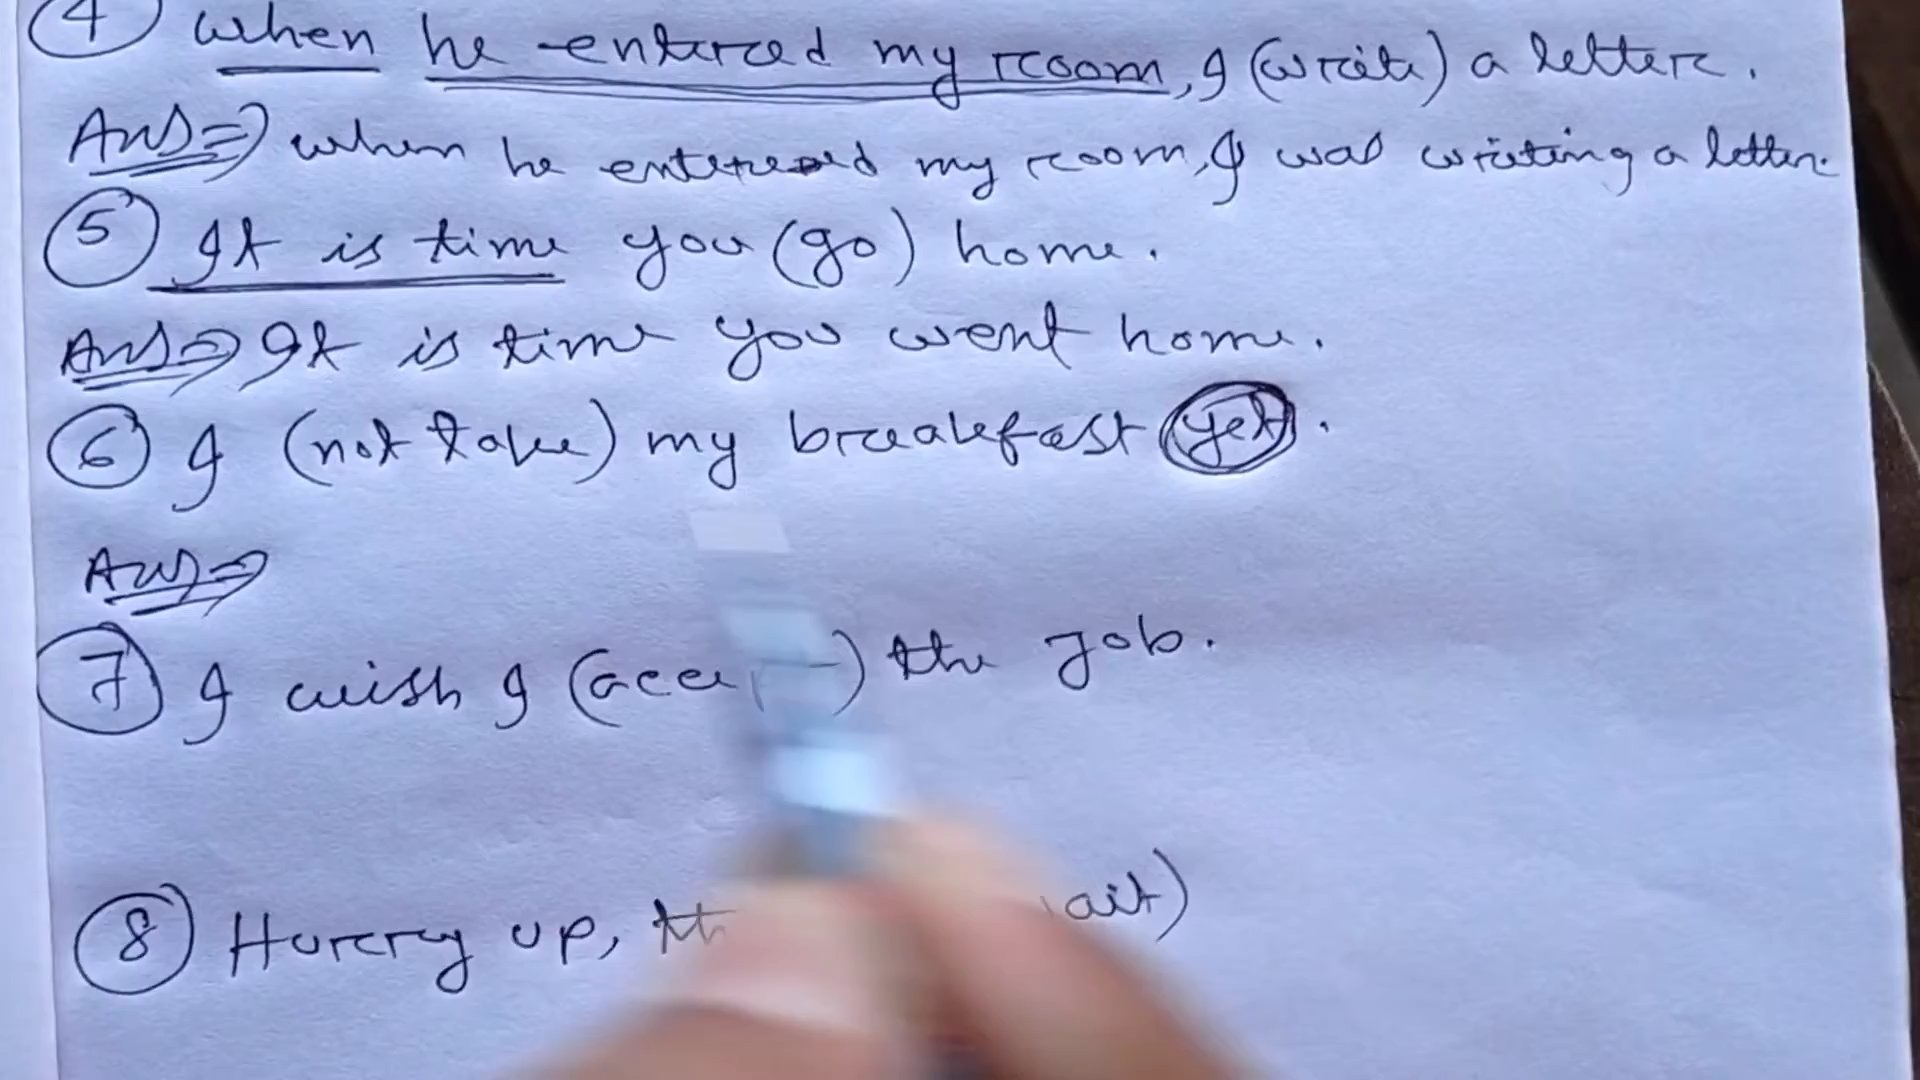 4 When he entered my room, I (write) a letter.
Ans⇒ when he entered my room, I was writing a letter.
5 It is time you (go) home.
Ans⇒ It is time you went home.
6 I (not take) my breakfast yet.
Ans⇒
7 I wish I the job.
8 Hurry up,